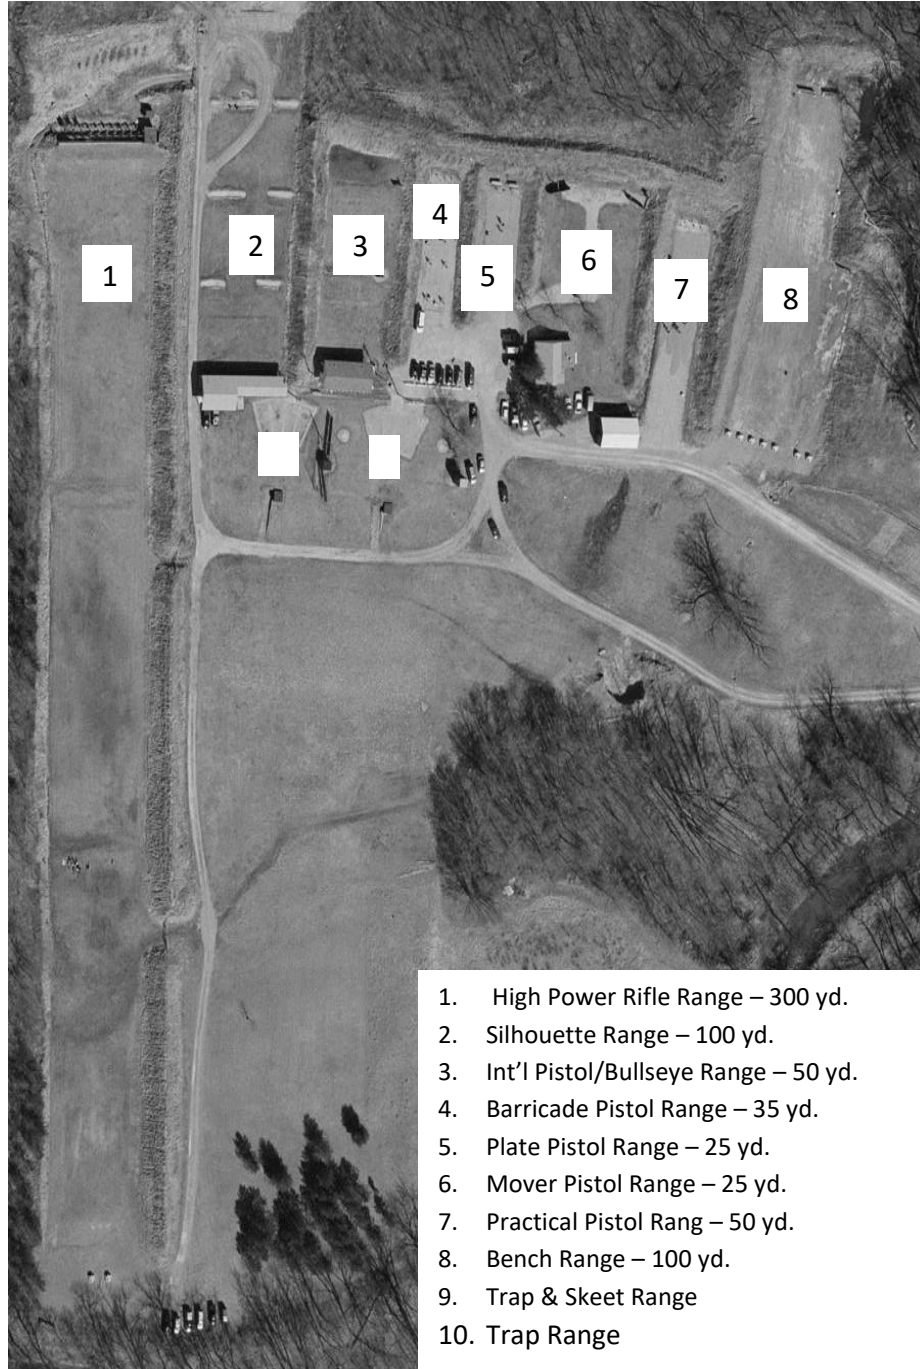 1
2
3
4
5
6
7
8
1. High Power Rifle Range – 300 yd.
2. Silhouette Range – 100 yd.
3. Int’l Pistol/Bullseye Range – 50 yd.
4. Barricade Pistol Range – 35 yd.
5. Plate Pistol Range – 25 yd.
6. Mover Pistol Range – 25 yd.
7. Practical Pistol Rang – 50 yd.
8. Bench Range – 100 yd.
9. Trap & Skeet Range
10. Trap Range